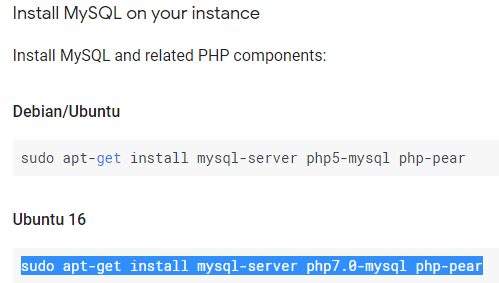 Install MySQL on your instance
Install MySQL and related PHP components:
Debian/Ubuntu
sudo apt-get install mysql-server php5-mysql php-pear
Ubuntu 16
sudo apt-get install mysql-server php7.0-mysql php-pear